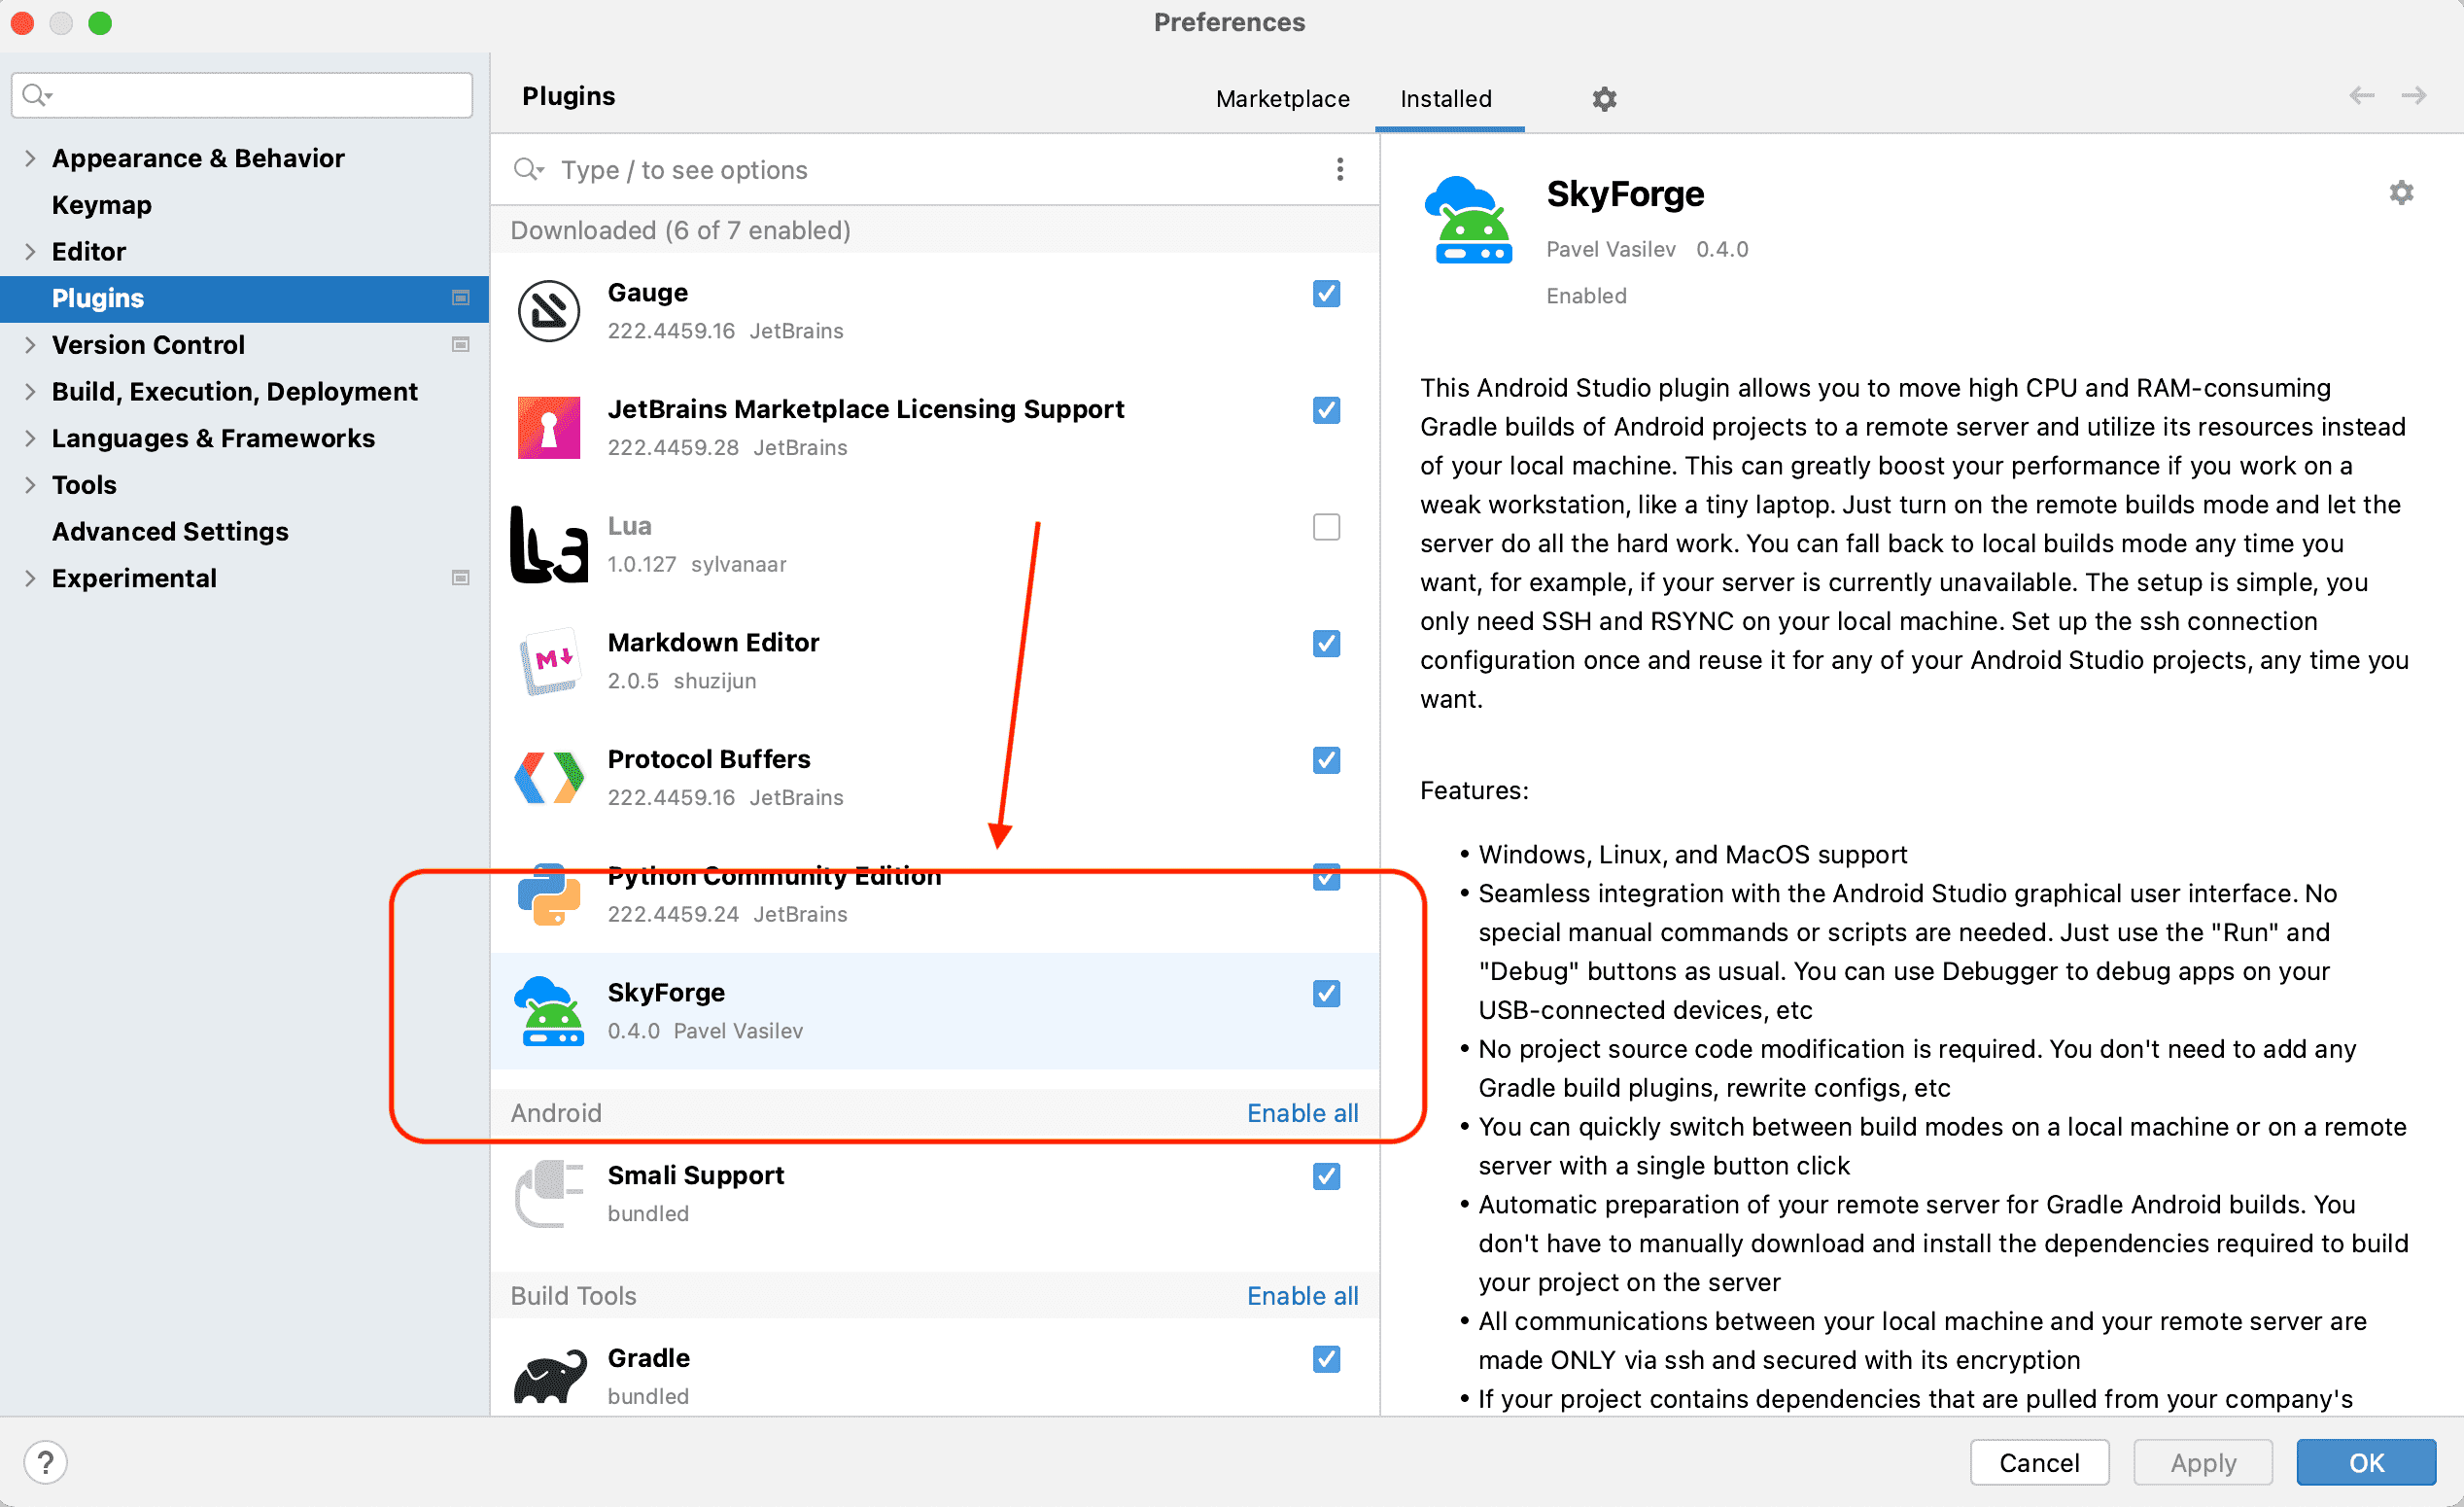 Preferences
Plugins
Marketplace
Installed
Appearance & Behavior
Keymap
Editor
Plugins
Version Control
Build, Execution, Deployment
Languages & Frameworks
Tools
Advanced Settings
Experimental
Type / to see options
Downloaded (6 of 7 enabled)
Gauge
222.4459.16 JetBrains
JetBrains Marketplace Licensing Support
222.4459.28 JetBrains
Lua
1.0.127 sylvanaar
M
Markdown Editor
2.0.5 shuzijun
Protocol Buffers
222.4459.16 JetBrains
Python Community Edition
222.4459.24 JetBrains
SkyForge
0.4.0 Pavel Vasilev
Android
Enable all
Smali Support
bundled
Build Tools
Enable all
Gradle
bundled
SkyForge
Pavel Vasilev 0.4.0
Enabled
This Android Studio plugin allows you to move high CPU and RAM-consuming
Gradle builds of Android projects to a remote server and utilize its resources instead
of your local machine. This can greatly boost your performance if you work on a
weak workstation, like a tiny laptop. Just turn on the remote builds mode and let the
server do all the hard work. You can fall back to local builds mode any time you
want, for example, if your server is currently unavailable. The setup is simple, you
only need SSH and RSYNC on your local machine. Set up the ssh connection
configuration once and reuse it for any of your Android Studio projects, any time you
want.
Features:
• Windows, Linux, and MacOS support
• Seamless integration with the Android Studio graphical user interface. No
special manual commands or scripts are needed. Just use the "Run" and
"Debug" buttons as usual. You can use Debugger to debug apps on your
USB-connected devices, etc
• No project source code modification is required. You don't need to add any
Gradle build plugins, rewrite configs, etc
• You can quickly switch between build modes on a local machine or on a remote
server with a single button click
• Automatic preparation of your remote server for Gradle Android builds. You
don't have to manually download and install the dependencies required to build
your project on the server
• All communications between your local machine and your remote server are
made ONLY via ssh and secured with its encryption
• If your project contains dependencies that are pulled from your company's
?
Cancel
Apply
OK